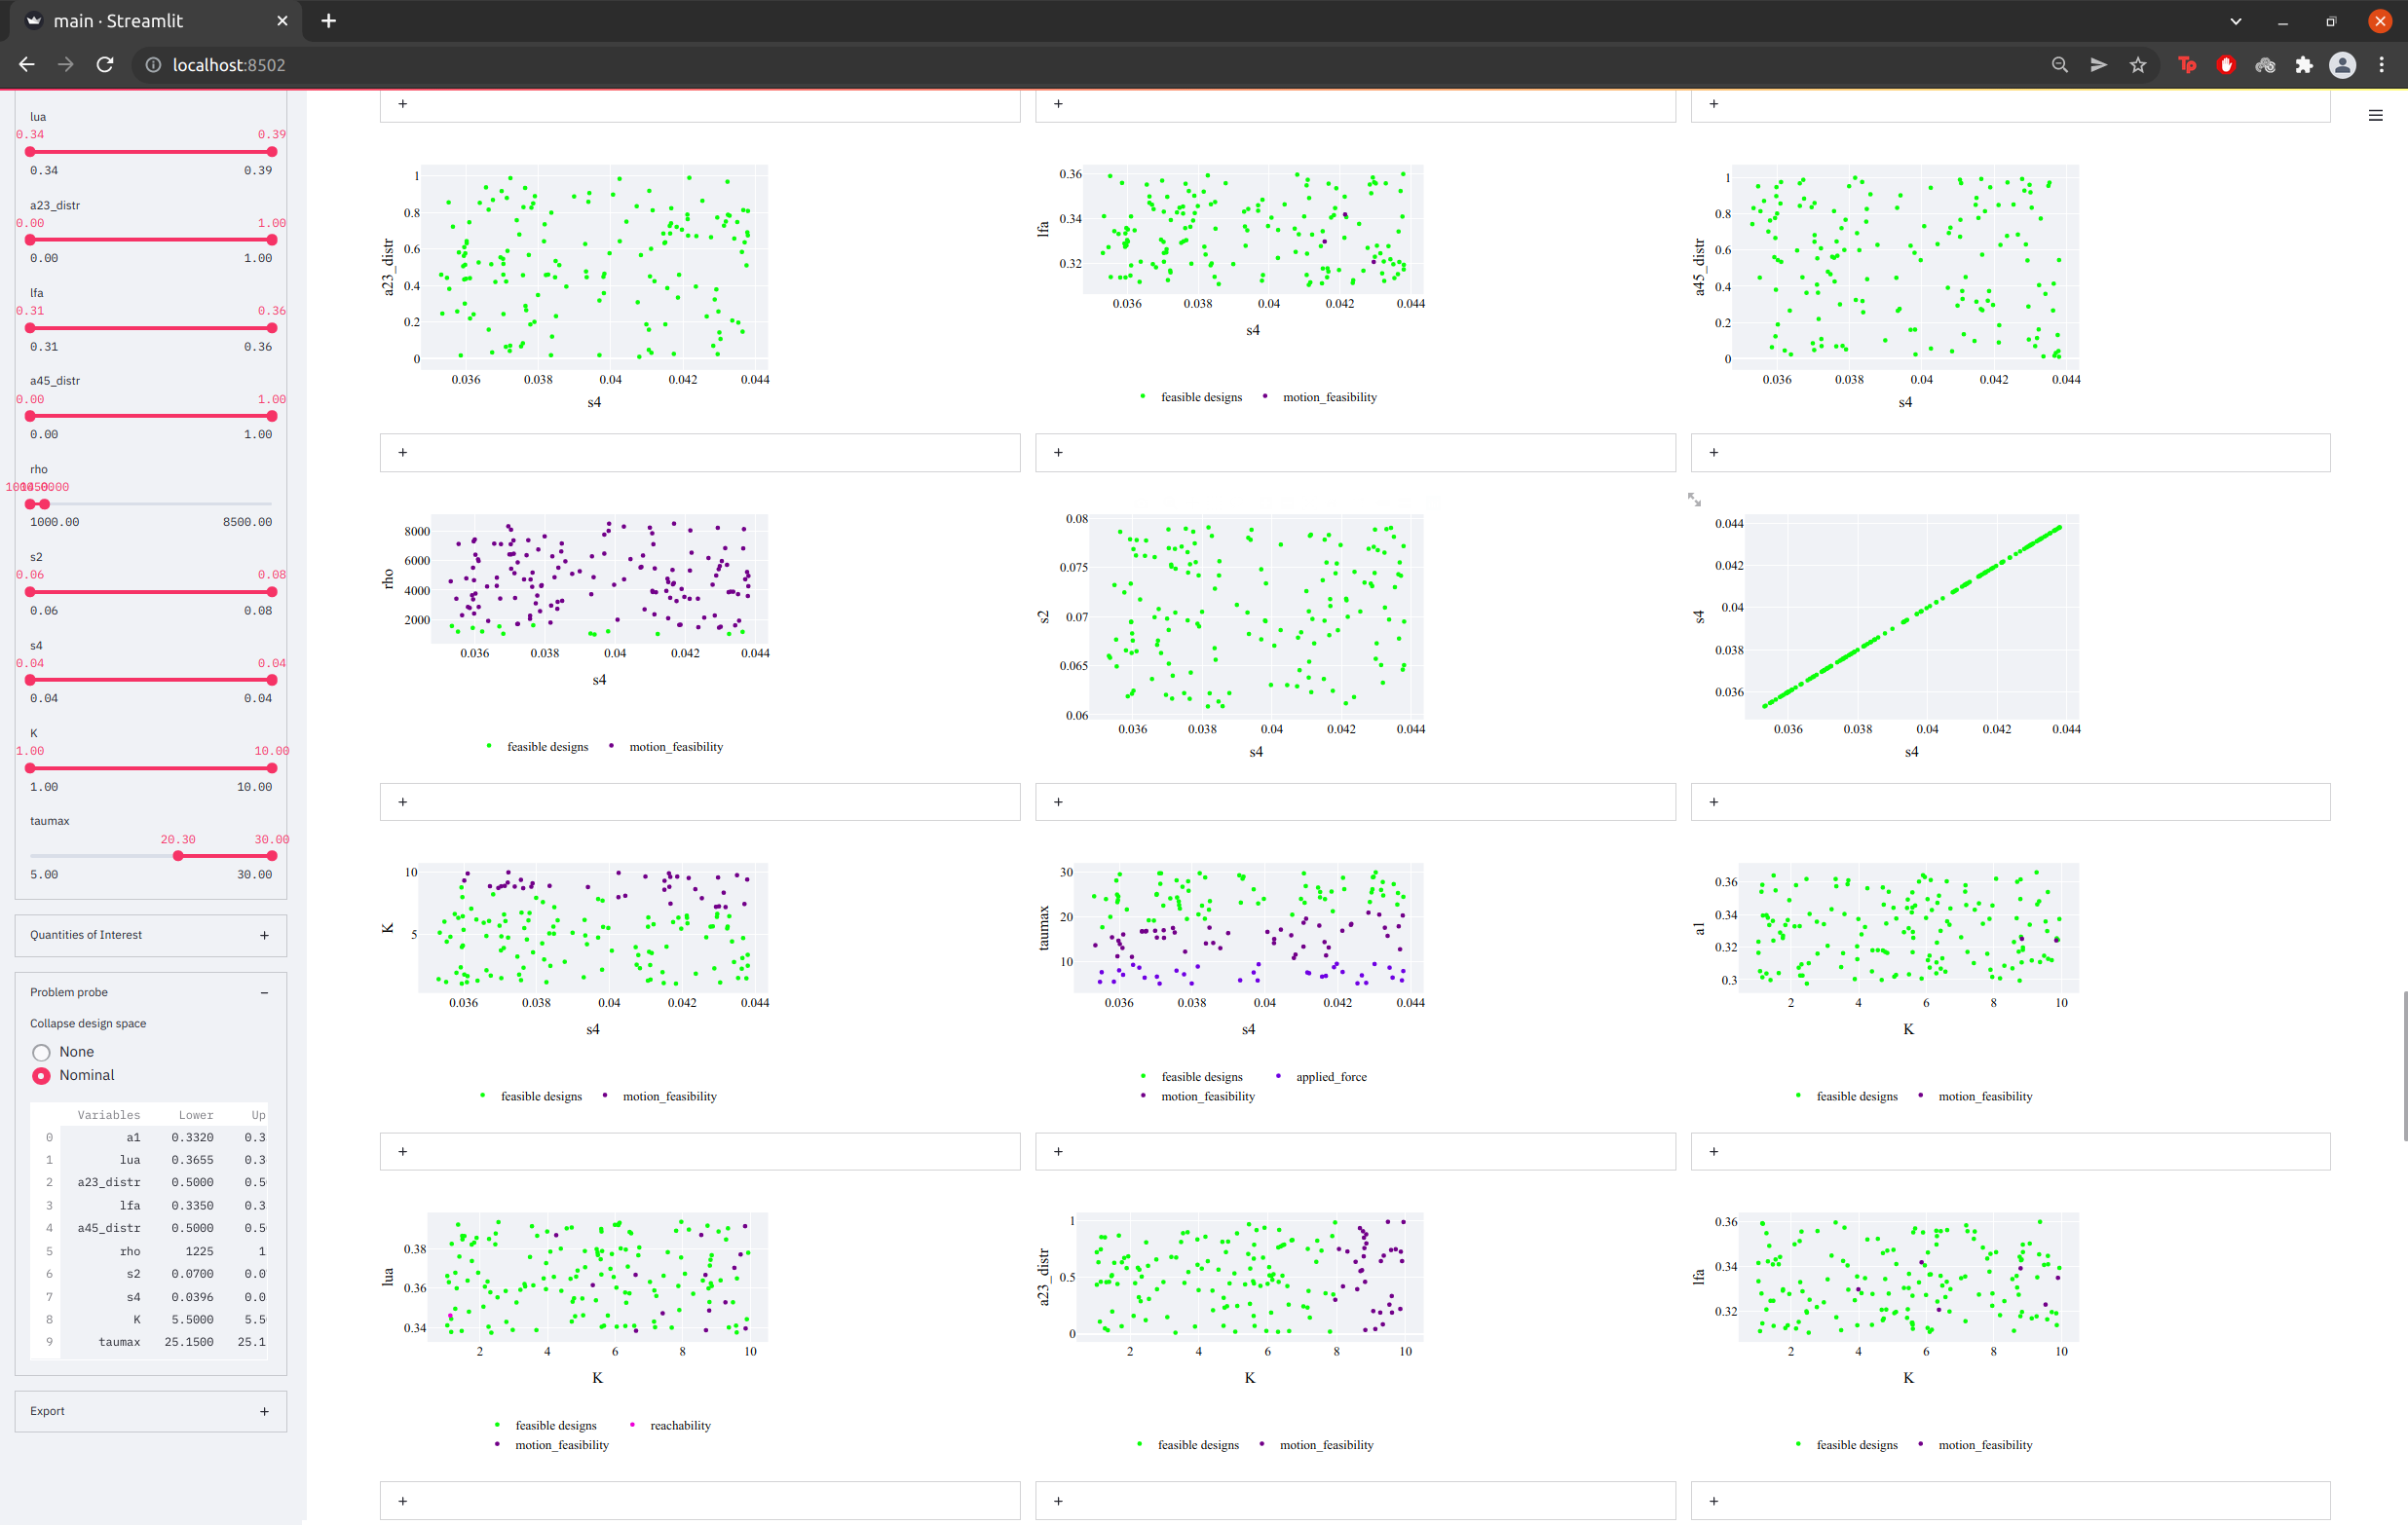 main · Streamlit
localhost:8502
lua
0.34 0.39
0.34 0.39
a23_distr
0.00 1.00
0.00 1.00
lfa
0.31 0.36
0.31 0.36
a45_distr
0.00 1.00
0.00 1.00
rho
1000.00 8500.00
s2
0.06 0.08
0.06 0.08
s4
0.04 0.04
0.04 0.04
K
1.00 10.00
1.00 10.00
taumax
20.30 30.00
5.00 30.00
Quantities of Interest +
Problem probe −
Collapse design space
None
Nominal
Variables Lower Up
0 a1 0.3320 0.3
1 lua 0.3655 0.3
2 a23_distr 0.5000 0.5
3 lfa 0.3350 0.3
4 a45_distr 0.5000 0.5
5 rho 1225 1
6 s2 0.0700 0.0
7 s4 0.0396 0.0
8 K 5.5000 5.5
9 taumax 25.1500 25.1
Export +
+ + +
a23_distr
1
0.8
0.6
0.4
0.2
0
0.036 0.038 0.04 0.042 0.044
s4
lfa
0.36
0.34
0.32
0.036 0.038 0.04 0.042 0.044
s4
feasible designs motion_feasibility
a45_distr
1
0.8
0.6
0.4
0.2
0
0.036 0.038 0.04 0.042 0.044
s4
+ + +
rho
8000
6000
4000
2000
0.036 0.038 0.04 0.042 0.044
s4
feasible designs motion_feasibility
s2
0.08
0.075
0.07
0.065
0.06
0.036 0.038 0.04 0.042 0.044
s4
s4
0.044
0.042
0.04
0.038
0.036
0.036 0.038 0.04 0.042 0.044
s4
+ + +
K
10
5
0.036 0.038 0.04 0.042 0.044
s4
feasible designs motion_feasibility
taumax
30
20
10
0.036 0.038 0.04 0.042 0.044
s4
feasible designs applied_force
motion_feasibility
a1
0.36
0.34
0.32
0.3
2 4 6 8 10
K
feasible designs motion_feasibility
+ + +
lua
0.38
0.36
0.34
2 4 6 8 10
K
feasible designs reachability
motion_feasibility
a23_distr
1
0.5
0
2 4 6 8 10
K
feasible designs motion_feasibility
lfa
0.36
0.34
0.32
2 4 6 8 10
K
feasible designs motion_feasibility
+ + +